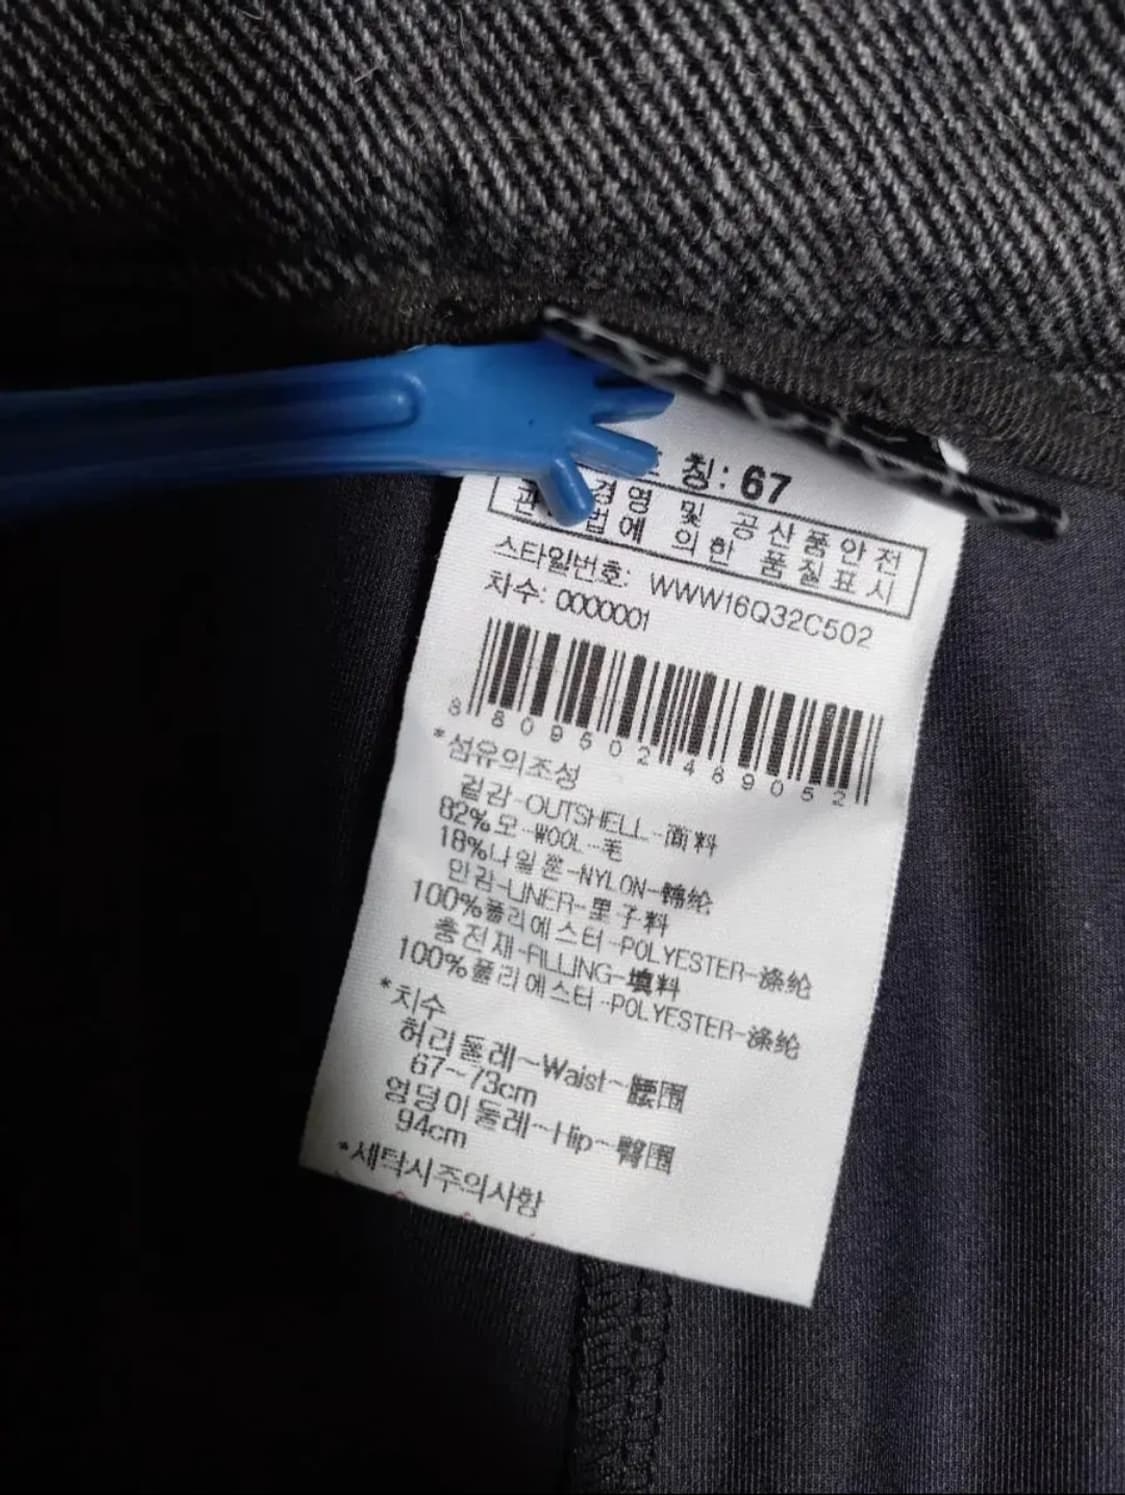 칭: 67
경영 및 공산품안전
법에 의한 품질표시
스타일번호: WWW16Q32C502
차수: 0000001
8 809502 489052
*섬유의조성
겉감-OUTSHELL-面料
82%모-WOOL-毛
18%나일론-NYLON-锦纶
안감-LINER-里子料
100%폴리에스터-POLYESTER-涤纶
충전재-FILLING-填料
100%폴리에스터-POLYESTER-涤纶
*치수
허리둘레~Waist~腰围
67~73cm
엉덩이둘레~Hip~臀围
94cm
*세탁시주의사항